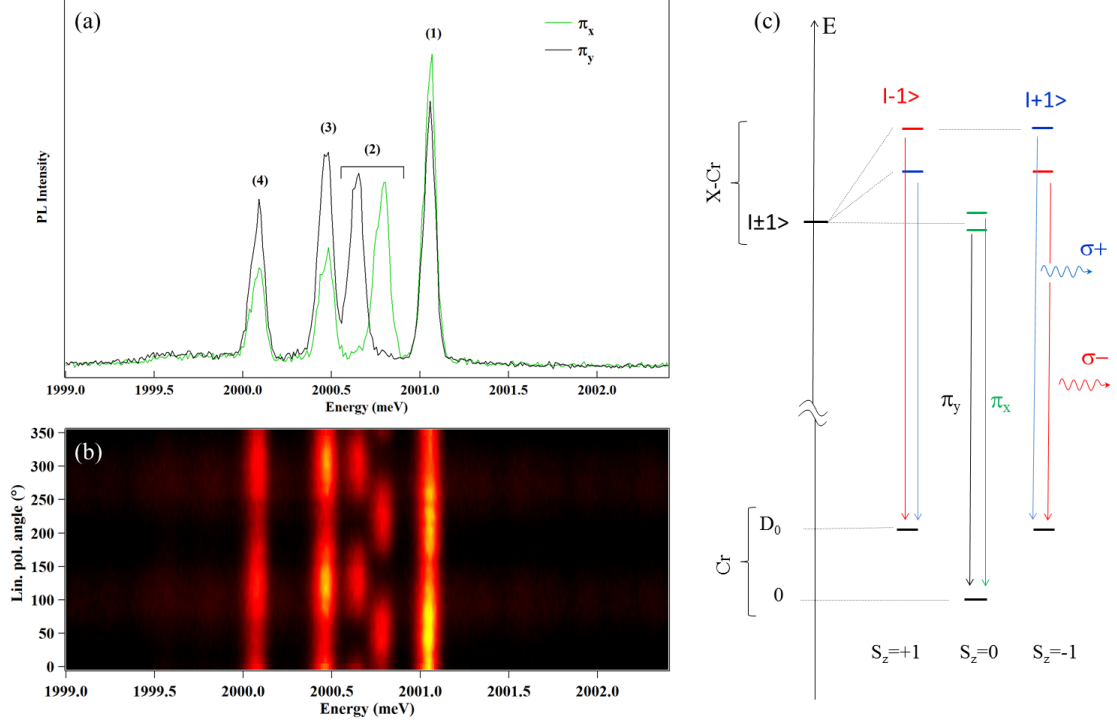 (a)
πx
πy
(1)
(2)
(3)
(4)
PL Intensity
1999.0 1999.5 2000.0 2000.5 2001.0 2001.5 2002.0
Energy (meV)
(b)
350
300
250
200
150
100
50
0
Lin. pol. angle (°)
1999.0 1999.5 2000.0 2000.5 2001.0 2001.5 2002.0
Energy (meV)
(c)
E
I-1>
I+1>
X-Cr
I±1>
σ+
σ−
πy
πx
D0
Cr
0
Sz=+1 Sz=0 Sz=-1